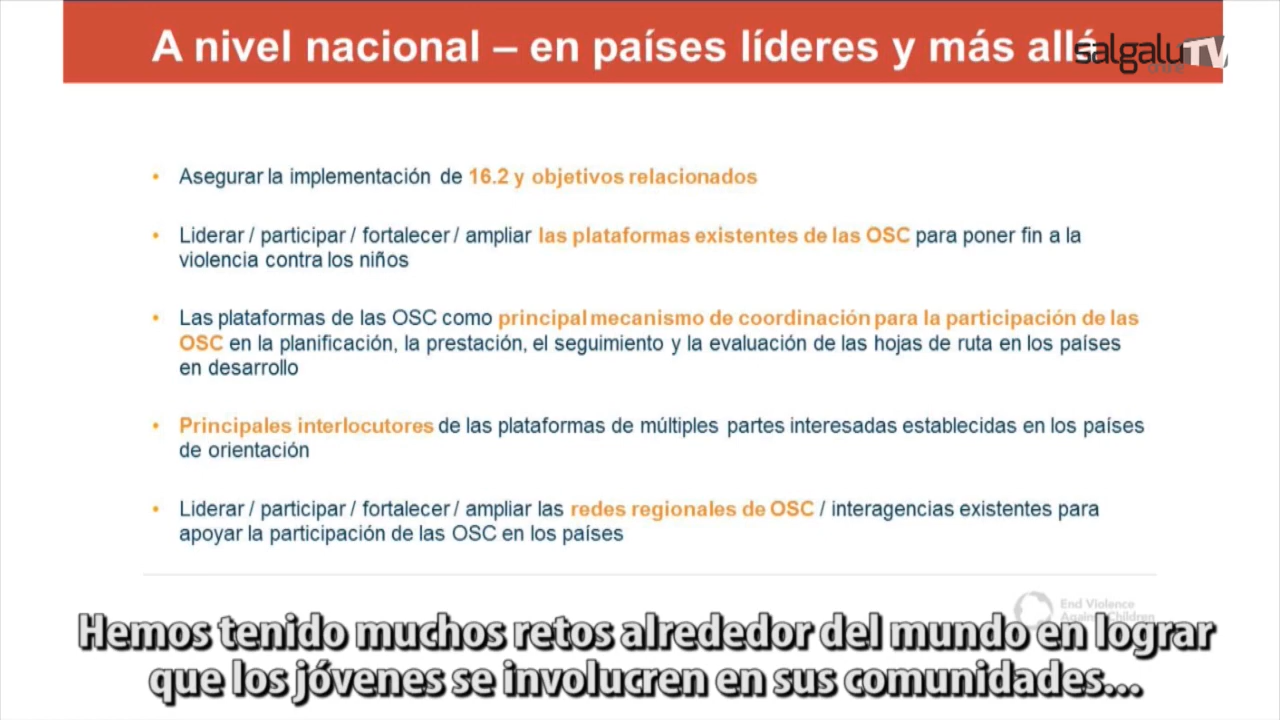 A nivel nacional – en países líderes y más allá
salgalu TV
• Asegurar la implementación de 16.2 y objetivos relacionados
• Liderar / participar / fortalecer / ampliar las plataformas existentes de las OSC para poner fin a la
violencia contra los niños
• Las plataformas de las OSC como principal mecanismo de coordinación para la participación de las
OSC en la planificación, la prestación, el seguimiento y la evaluación de las hojas de ruta en los países
en desarrollo
• Principales interlocutores de las plataformas de múltiples partes interesadas establecidas en los países
de orientación
• Liderar / participar / fortalecer / ampliar las redes regionales de OSC / interagencias existentes para
apoyar la participación de las OSC en los países
End Violence
Against Children
Hemos tenido muchos retos alrededor del mundo en lograr
que los jóvenes se involucren en sus comunidades...